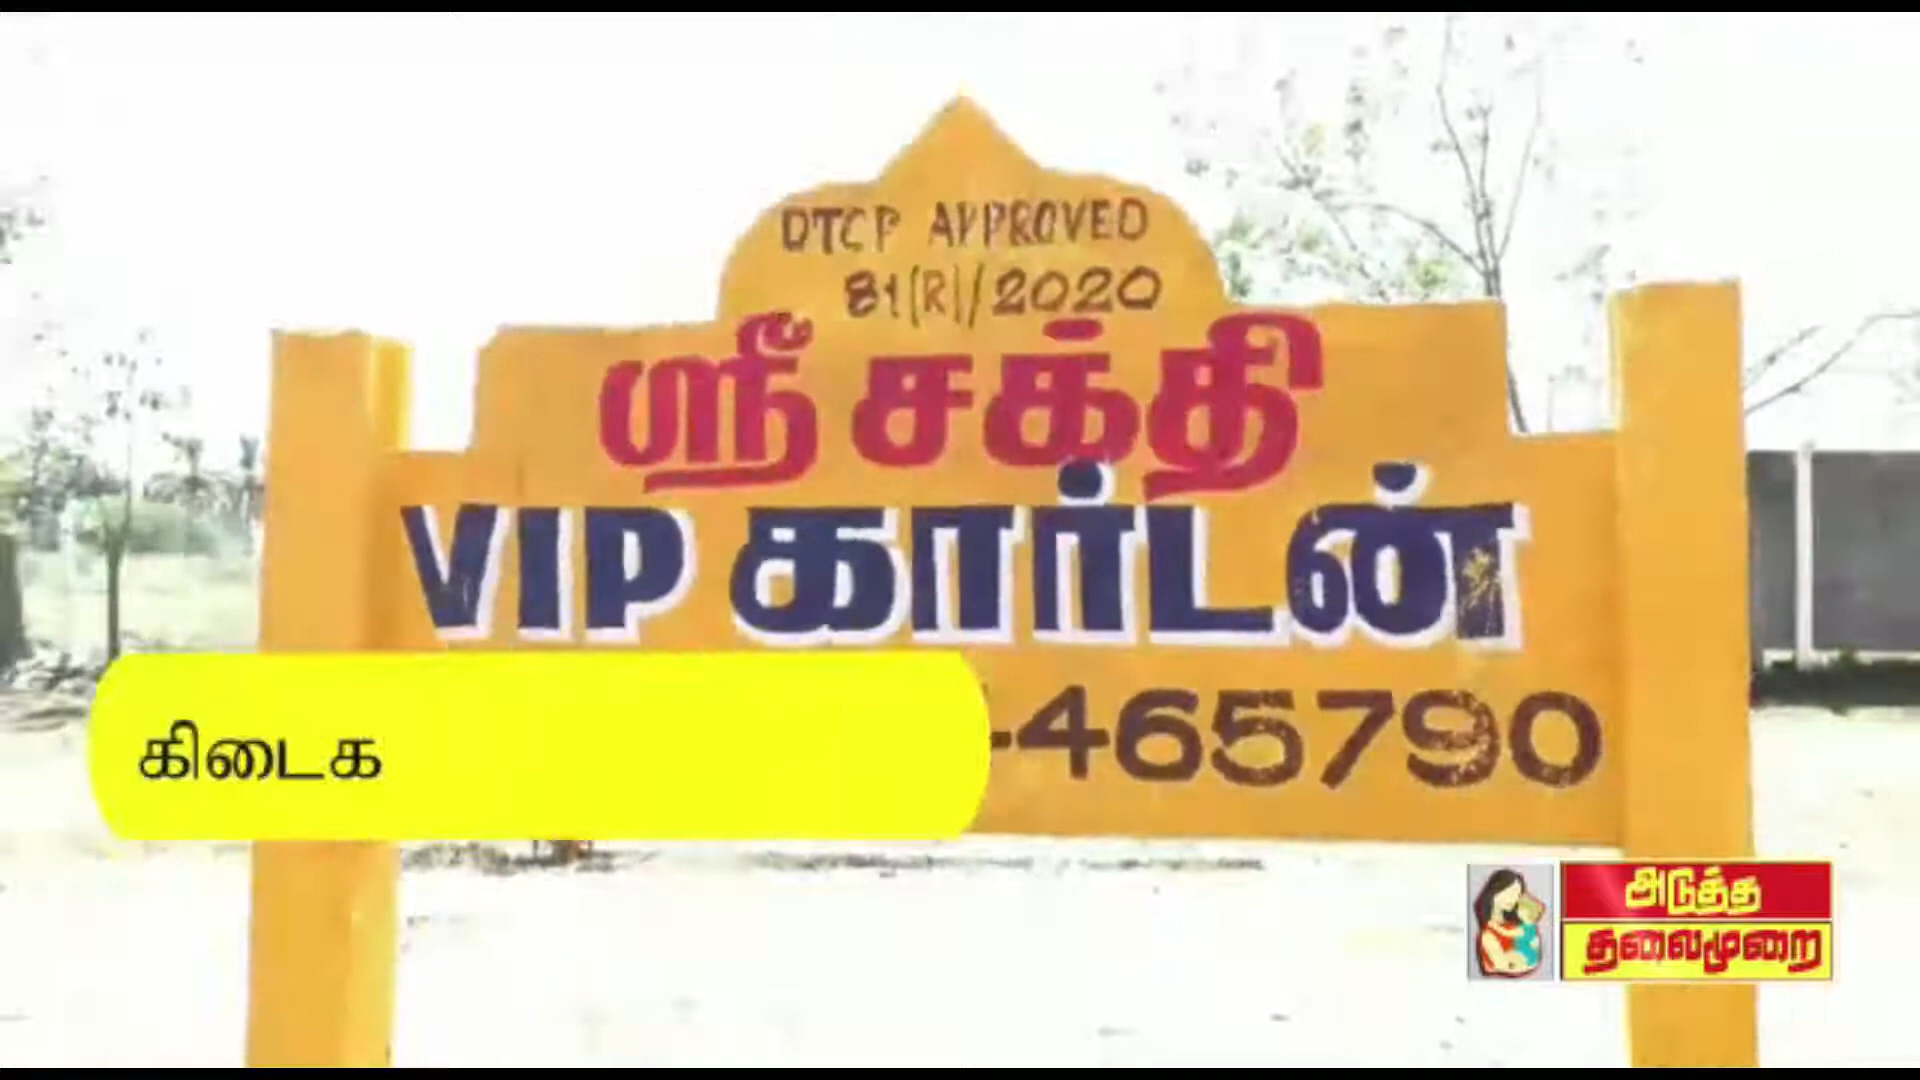 DTCP APPROVED
81(R)/2020
ஸ்ரீ சக்தி
VIP கார்டன்
-465790
கிடைக
அடுத்த
தலைமுறை